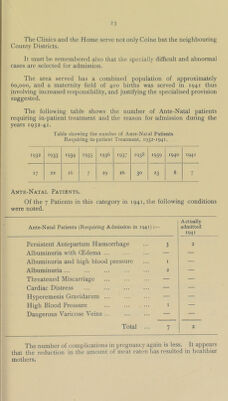 23
The Clinics and the Home serve not only Colne but the neighbouring
County Districts.
It must be remembered also that the specially difficult and abnormal
cases are selected for admission.
The area served has a combined population of approximately
60,000, and a maternity field of 400 births was served in 1941 thus
involving increased responsibility, and justifying the specialised provision
suggested.
The following table shows the number of Ante-Natal patients
requiring in-patient treatment and the reason for admission during the
years 1932-41.
Table showing the number of Ante-Natal Patients
Requiring in-patient Treatment, 1932-1941.
1932 1933 1934 1935 1936 1937 1938 1939 1940 1941
17 22 16 7 29 26 30 23 8 7
Ante-Natal Patients.
Of the 7 Patients in this category in 1941, the following conditions
were noted.
Ante-Natal Patients (Requiring Admission in 1941) :— Actually admitted 1941
Persistent Antepartum Haemorrhage ... 3 2
Albuminuria with Œdema ... ... ... — —
Albuminuria and high blood pressure ... 1 —
Albuminuria ... ... ... ... ... 2 —
Threatened Miscarriage ... ... ... — —
Cardiac Distress ... ... ... ... — —
Hyperemesis Gravidarum ... ... ... — —
High Blood Pressure ... ... ... 1 —
Dangerous Varicose Veins ... ... ... — —
Total ... 7 2
The number of complications in pregnancy again is less. It appears
that the reduction in the amount of meat eaten has resulted in healthier
mothers.